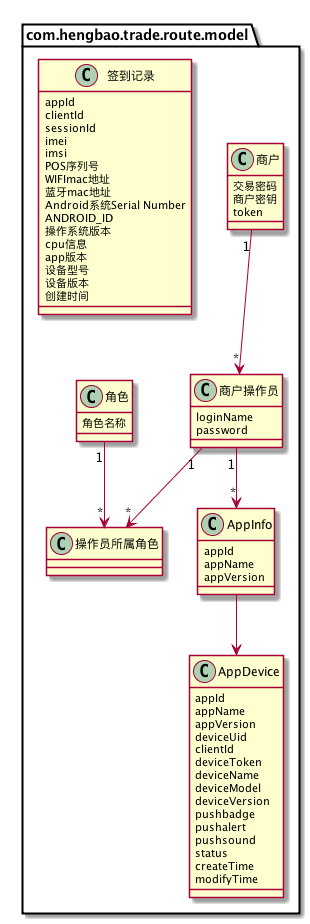 com.hengbao.trade.route.model
C 签到记录
appId
clientId
sessionId
imei
imsi
POS序列号
WIFImac地址
蓝牙mac地址
Android系统Serial Number
ANDROID_ID
操作系统版本
cpu信息
app版本
设备型号
设备版本
创建时间
C 商户
交易密码
商户密钥
token
1
*
C 角色
角色名称
C 商户操作员
loginName
password
1
1
1
*
*
*
C 操作员所属角色
C AppInfo
appId
appName
appVersion
C AppDevice
appId
appName
appVersion
deviceUid
clientId
deviceToken
deviceName
deviceModel
deviceVersion
pushbadge
pushalert
pushsound
status
createTime
modifyTime